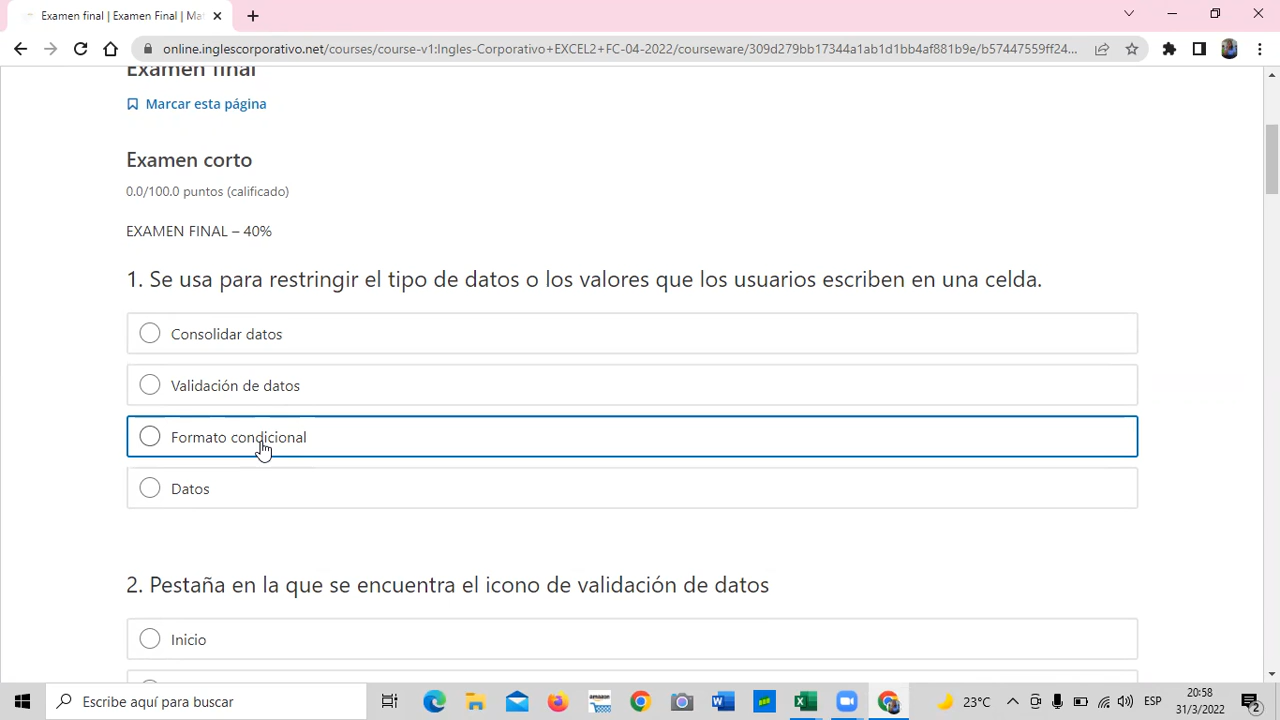 Examen final | Examen Final | Ma
online.inglescorporativo.net/courses/course-v1:Ingles-Corporativo+EXCEL2+FC-04-2022/courseware/309d279bb17344a1ab1d1bb4af881b9e/b57447559ff24...
Examen final
Marcar esta página
Examen corto
0.0/100.0 puntos (calificado)
EXAMEN FINAL – 40%
1. Se usa para restringir el tipo de datos o los valores que los usuarios escriben en una celda.
Consolidar datos
Validación de datos
Formato condicional
Datos
2. Pestaña en la que se encuentra el icono de validación de datos
Inicio
Escribe aquí para buscar
23°C
ESP
20:58
31/3/2022
2